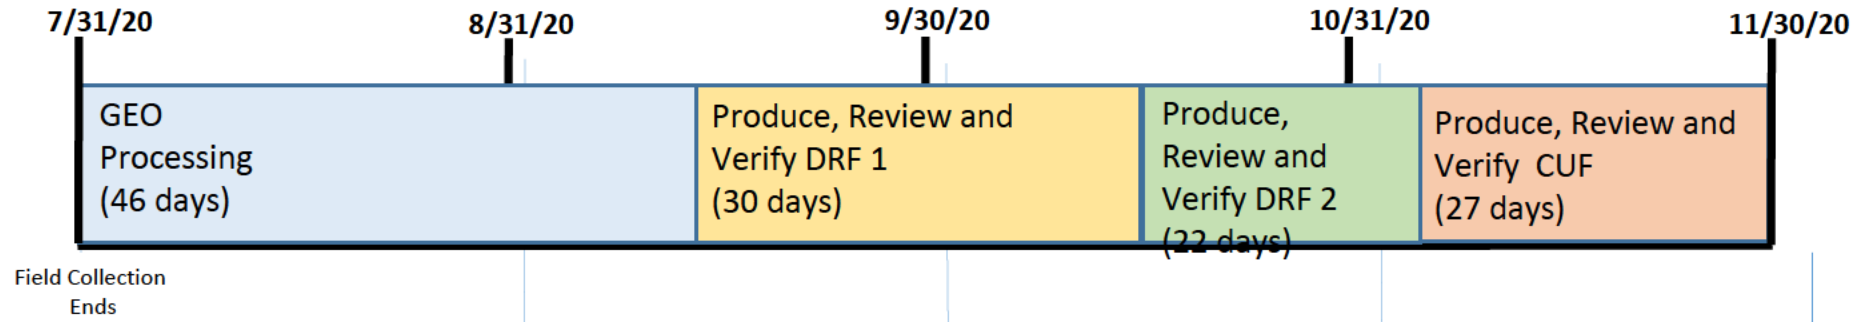 7/31/20
8/31/20
9/30/20
10/31/20
11/30/20
GEO
Processing
(46 days)
Produce, Review and
Verify DRF 1
(30 days)
Produce,
Review and
Verify DRF 2
(22 days)
Produce, Review and
Verify CUF
(27 days)
Field Collection
Ends